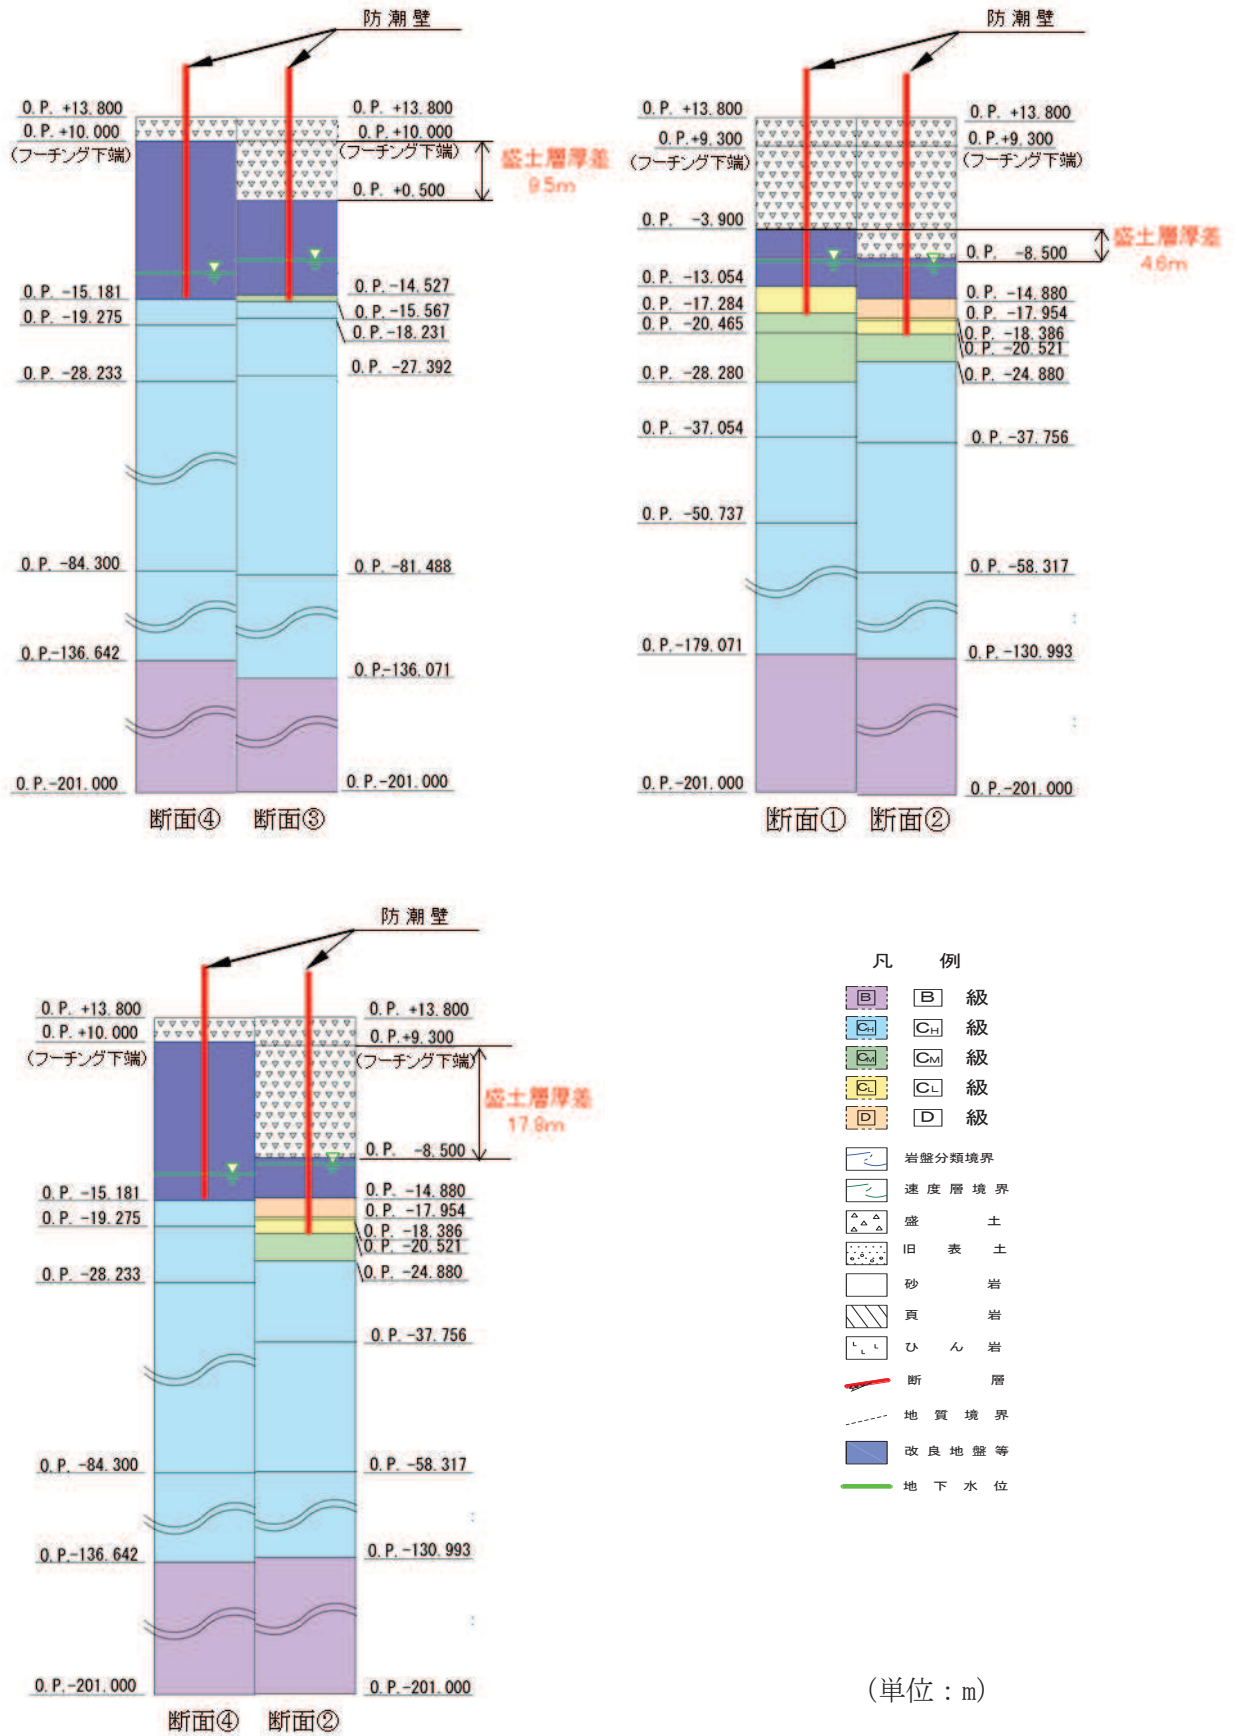 防潮壁
O.P. +13.800
O.P. +10.000
(フーチング下端)
O.P. -15.181
O.P. -19.275
O.P. -28.233
O.P. -84.300
O.P.-136.642
O.P.-201.000
O.P. +13.800
O.P. +10.000
(フーチング下端)
O.P. +0.500
盛土層厚差
9.5m
O.P. -14.527
O.P. -15.567
O.P. -18.231
O.P. -27.392
O.P. -81.488
O.P.-136.071
O.P.-201.000
断面④ 断面③
防潮壁
O.P. +13.800
O.P.+9.300
(フーチング下端)
O.P. -3.900
O.P. -13.054
O.P. -17.284
O.P. -20.465
O.P. -28.280
O.P. -37.054
O.P. -50.737
O.P.-179.071
O.P.-201.000
O.P. +13.800
O.P.+9.300
(フーチング下端)
盛土層厚差
4.6m
O.P. -8.500
O.P. -14.880
O.P. -17.954
O.P. -18.386
O.P. -20.521
O.P. -24.880
O.P. -37.756
O.P. -58.317
O.P.-130.993
O.P.-201.000
断面① 断面②
防潮壁
O.P. +13.800
O.P. +10.000
(フーチング下端)
O.P. -15.181
O.P. -19.275
O.P. -28.233
O.P. -84.300
O.P.-136.642
O.P.-201.000
O.P. +13.800
O.P.+9.300
(フーチング下端)
盛土層厚差
17.8m
O.P. -8.500
O.P. -14.880
O.P. -17.954
O.P. -18.386
O.P. -20.521
O.P. -24.880
O.P. -37.756
O.P. -58.317
O.P.-130.993
O.P.-201.000
断面④ 断面②
凡 例
B B 級
CH CH 級
CM CM 級
CL CL 級
D D 級
岩盤分類境界
速度層境界
盛土
旧表土
砂岩
頁岩
ひん岩
断層
地質境界
改良地盤等
地下水位
(単位：m)